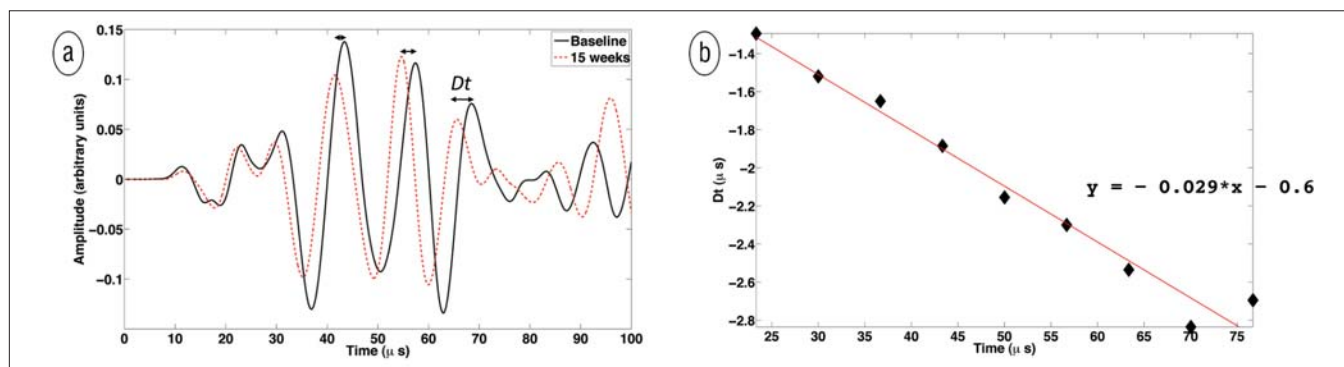 a
Amplitude (arbitrary units)
0.15
0.1
0.05
0
−0.05
−0.1
Baseline
15 weeks
Dt
0 10 20 30 40 50 60 70 80 90 100
Time (μ s)
b
Dt (μ s)
−1.4
−1.6
−1.8
−2
−2.2
−2.4
−2.6
−2.8
y = − 0.029*x − 0.6
25 30 35 40 45 50 55 60 65 70 75
Time (μ s)